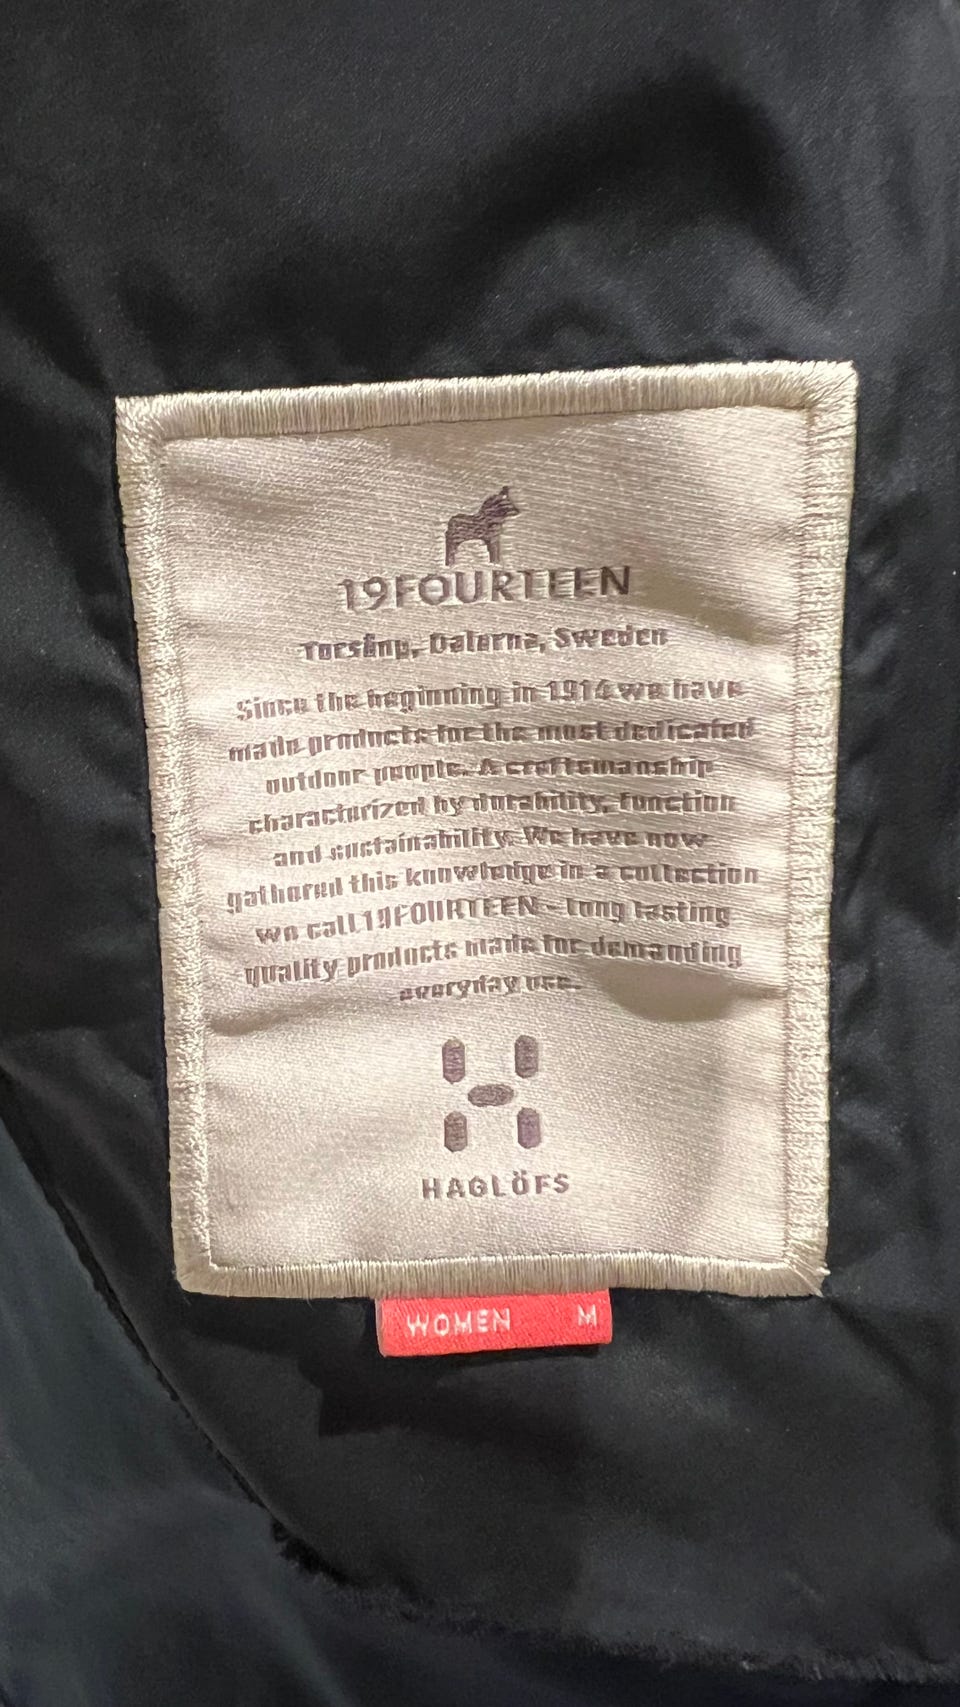 19FOURTEEN
Torsång, Dalarna, Sweden
Since the beginning in 1914 we have
made products for the most dedicated
outdoor people. A craftsmanship
characterized by durability, function
and sustainability. We have now
gathered this knowledge in a collection
we call 19FOURTEEN - long lasting
quality products made for demanding
everyday use.
HAGLÖFS
WOMEN M